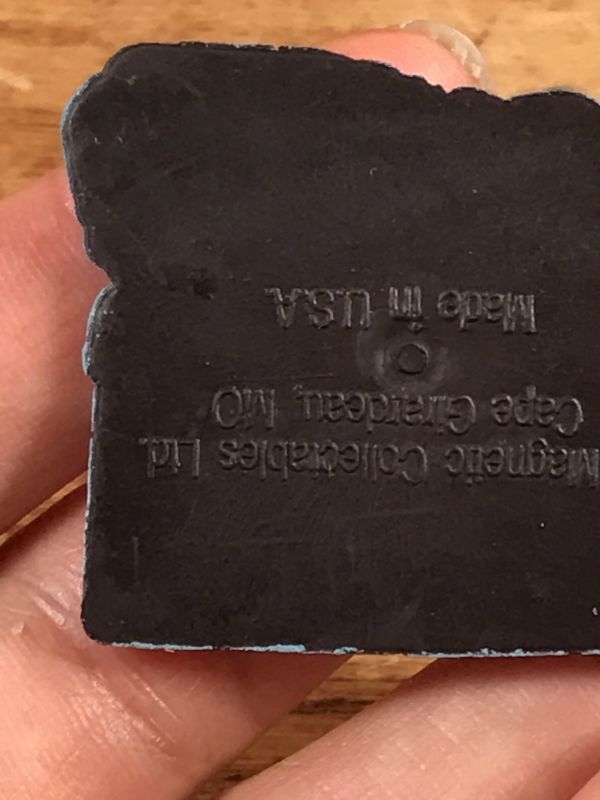 Magnetic Collectables Ltd.
Cape Girardeau, MO
Made in U.S.A.